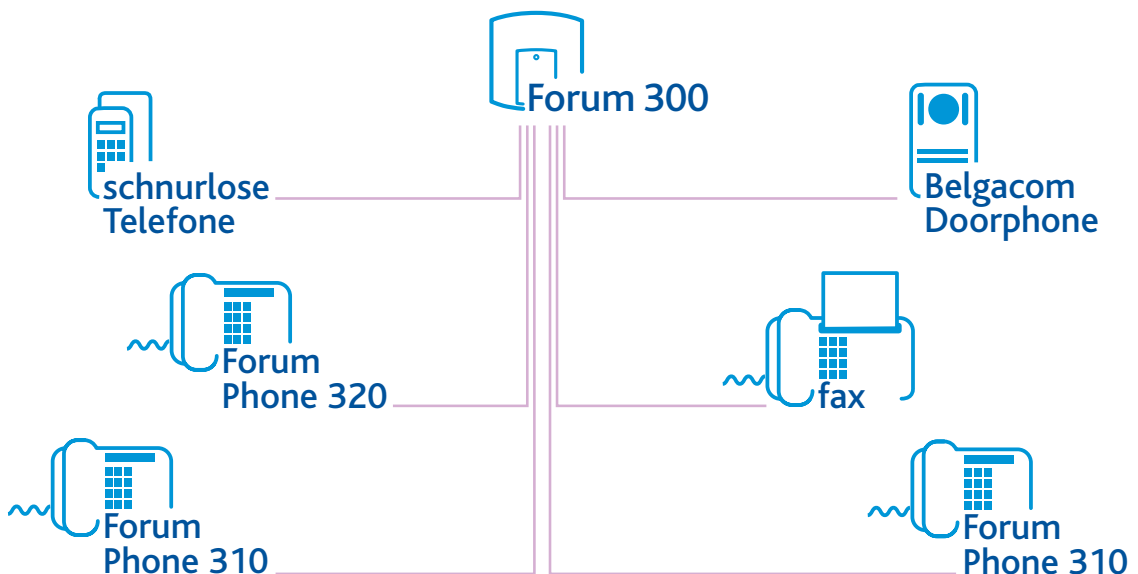 Forum 300
schnurlose
Telefone
Belgacom
Doorphone
Forum
Phone 320
fax
Forum
Phone 310
Forum
Phone 310